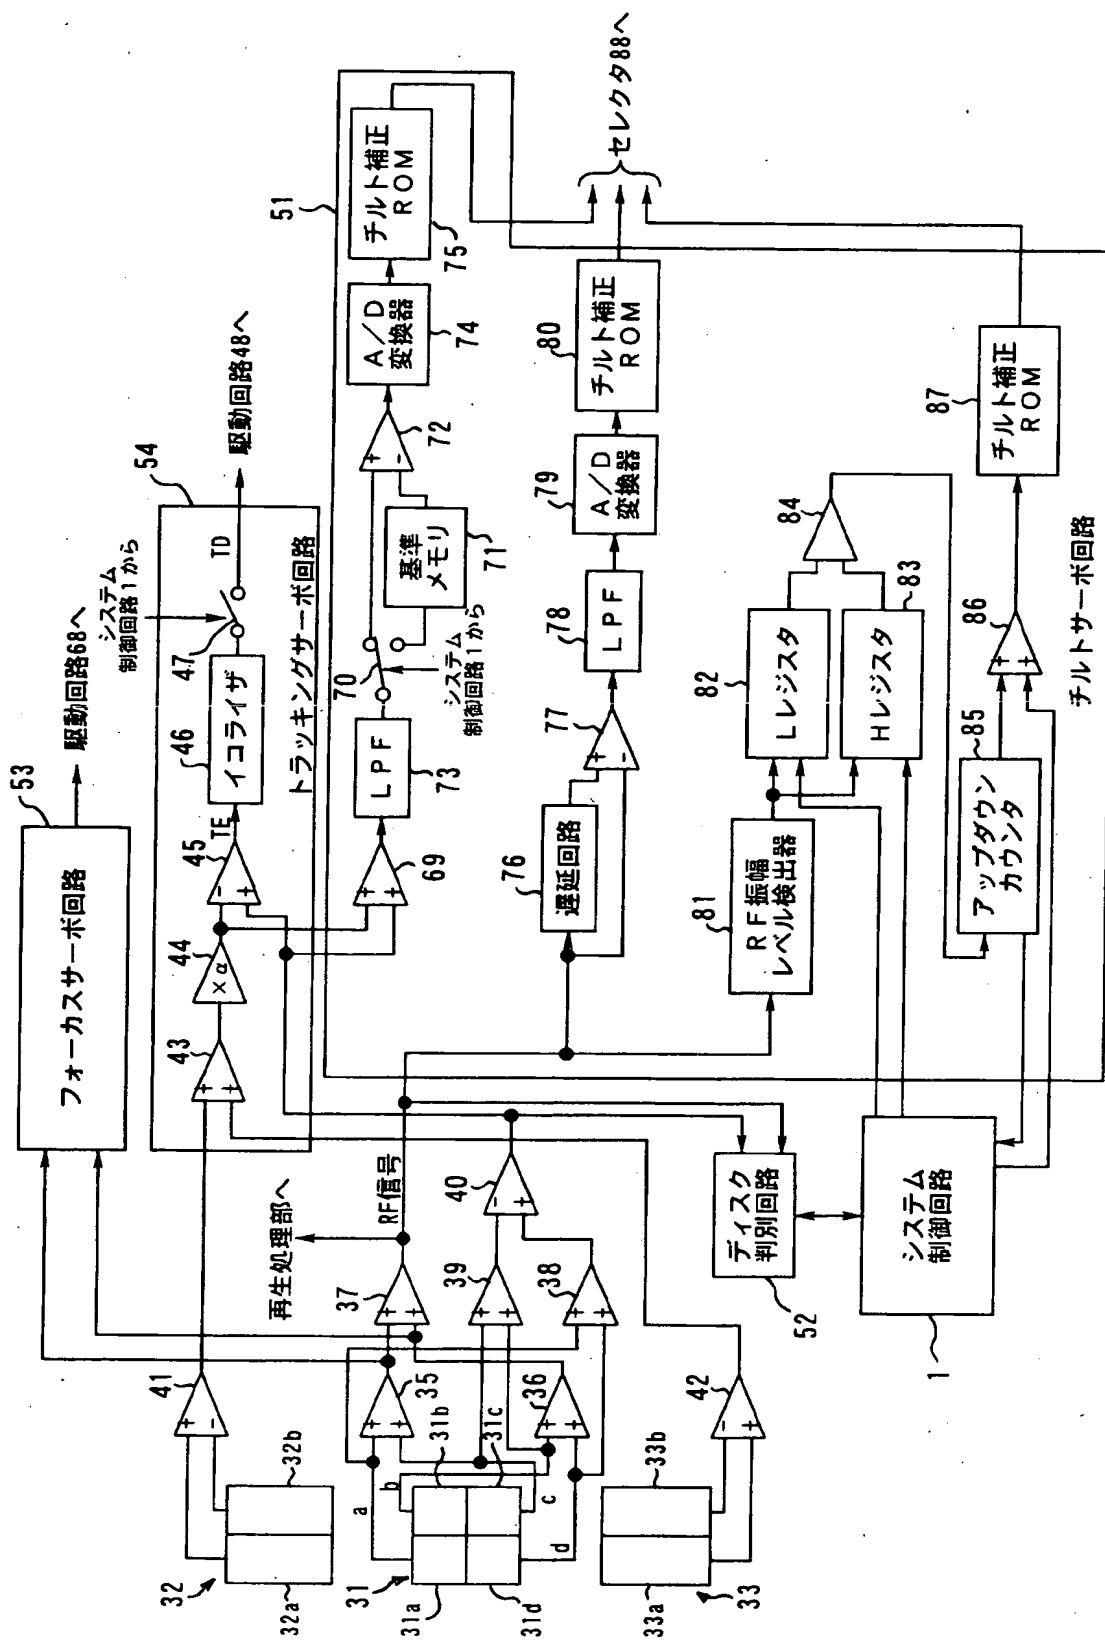 53
フォーカスサーボ回路
駆動回路68へ
54
システム
制御回路1から
43
×α
44
45
TE
46
イコライザ
47
TD
駆動回路48へ
トラッキングサーボ回路
51
69
LPF
73
70
システム
制御回路1から
基準
メモリ
71
72
A/D
変換器
74
チルト補正
ROM
75
セレクタ88へ
76
遅延回路
77
78
LPF
79
A/D変換器
80
チルト補正
ROM
81
RF振幅
レベル検出器
82
Lレジスタ
Hレジスタ
83
84
85
アップダウン
カウンタ
86
87
チルト補正
ROM
チルトサーボ回路
再生処理部へ
RF信号
32
32a
32b
41
31
31a
31b
31c
31d
a
b
c
d
35
36
37
38
39
40
33
33a
33b
42
52
ディスク
判別回路
1
システム
制御回路
+
-